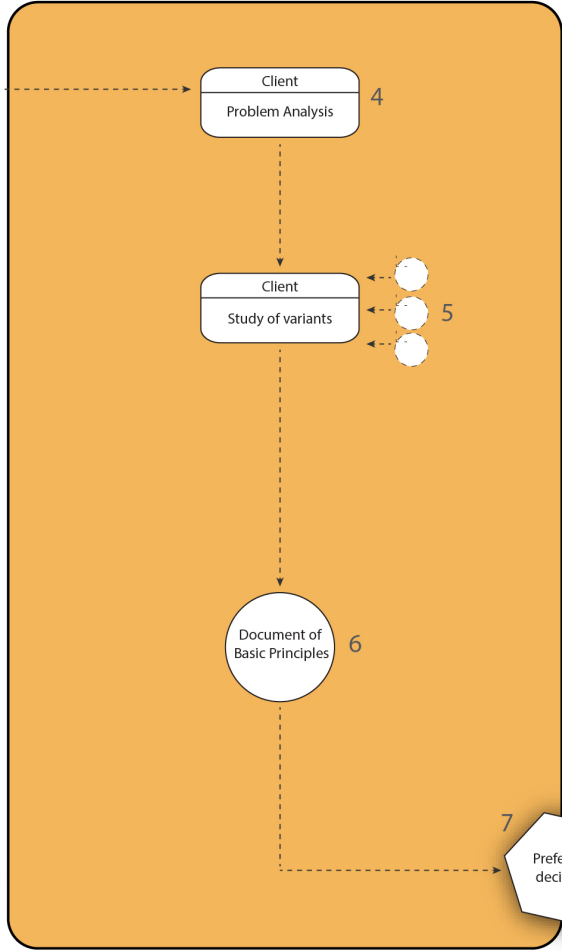 Client
4
Problem Analysis
Client
5
Study of variants
Document of
6
Basic Principles
7